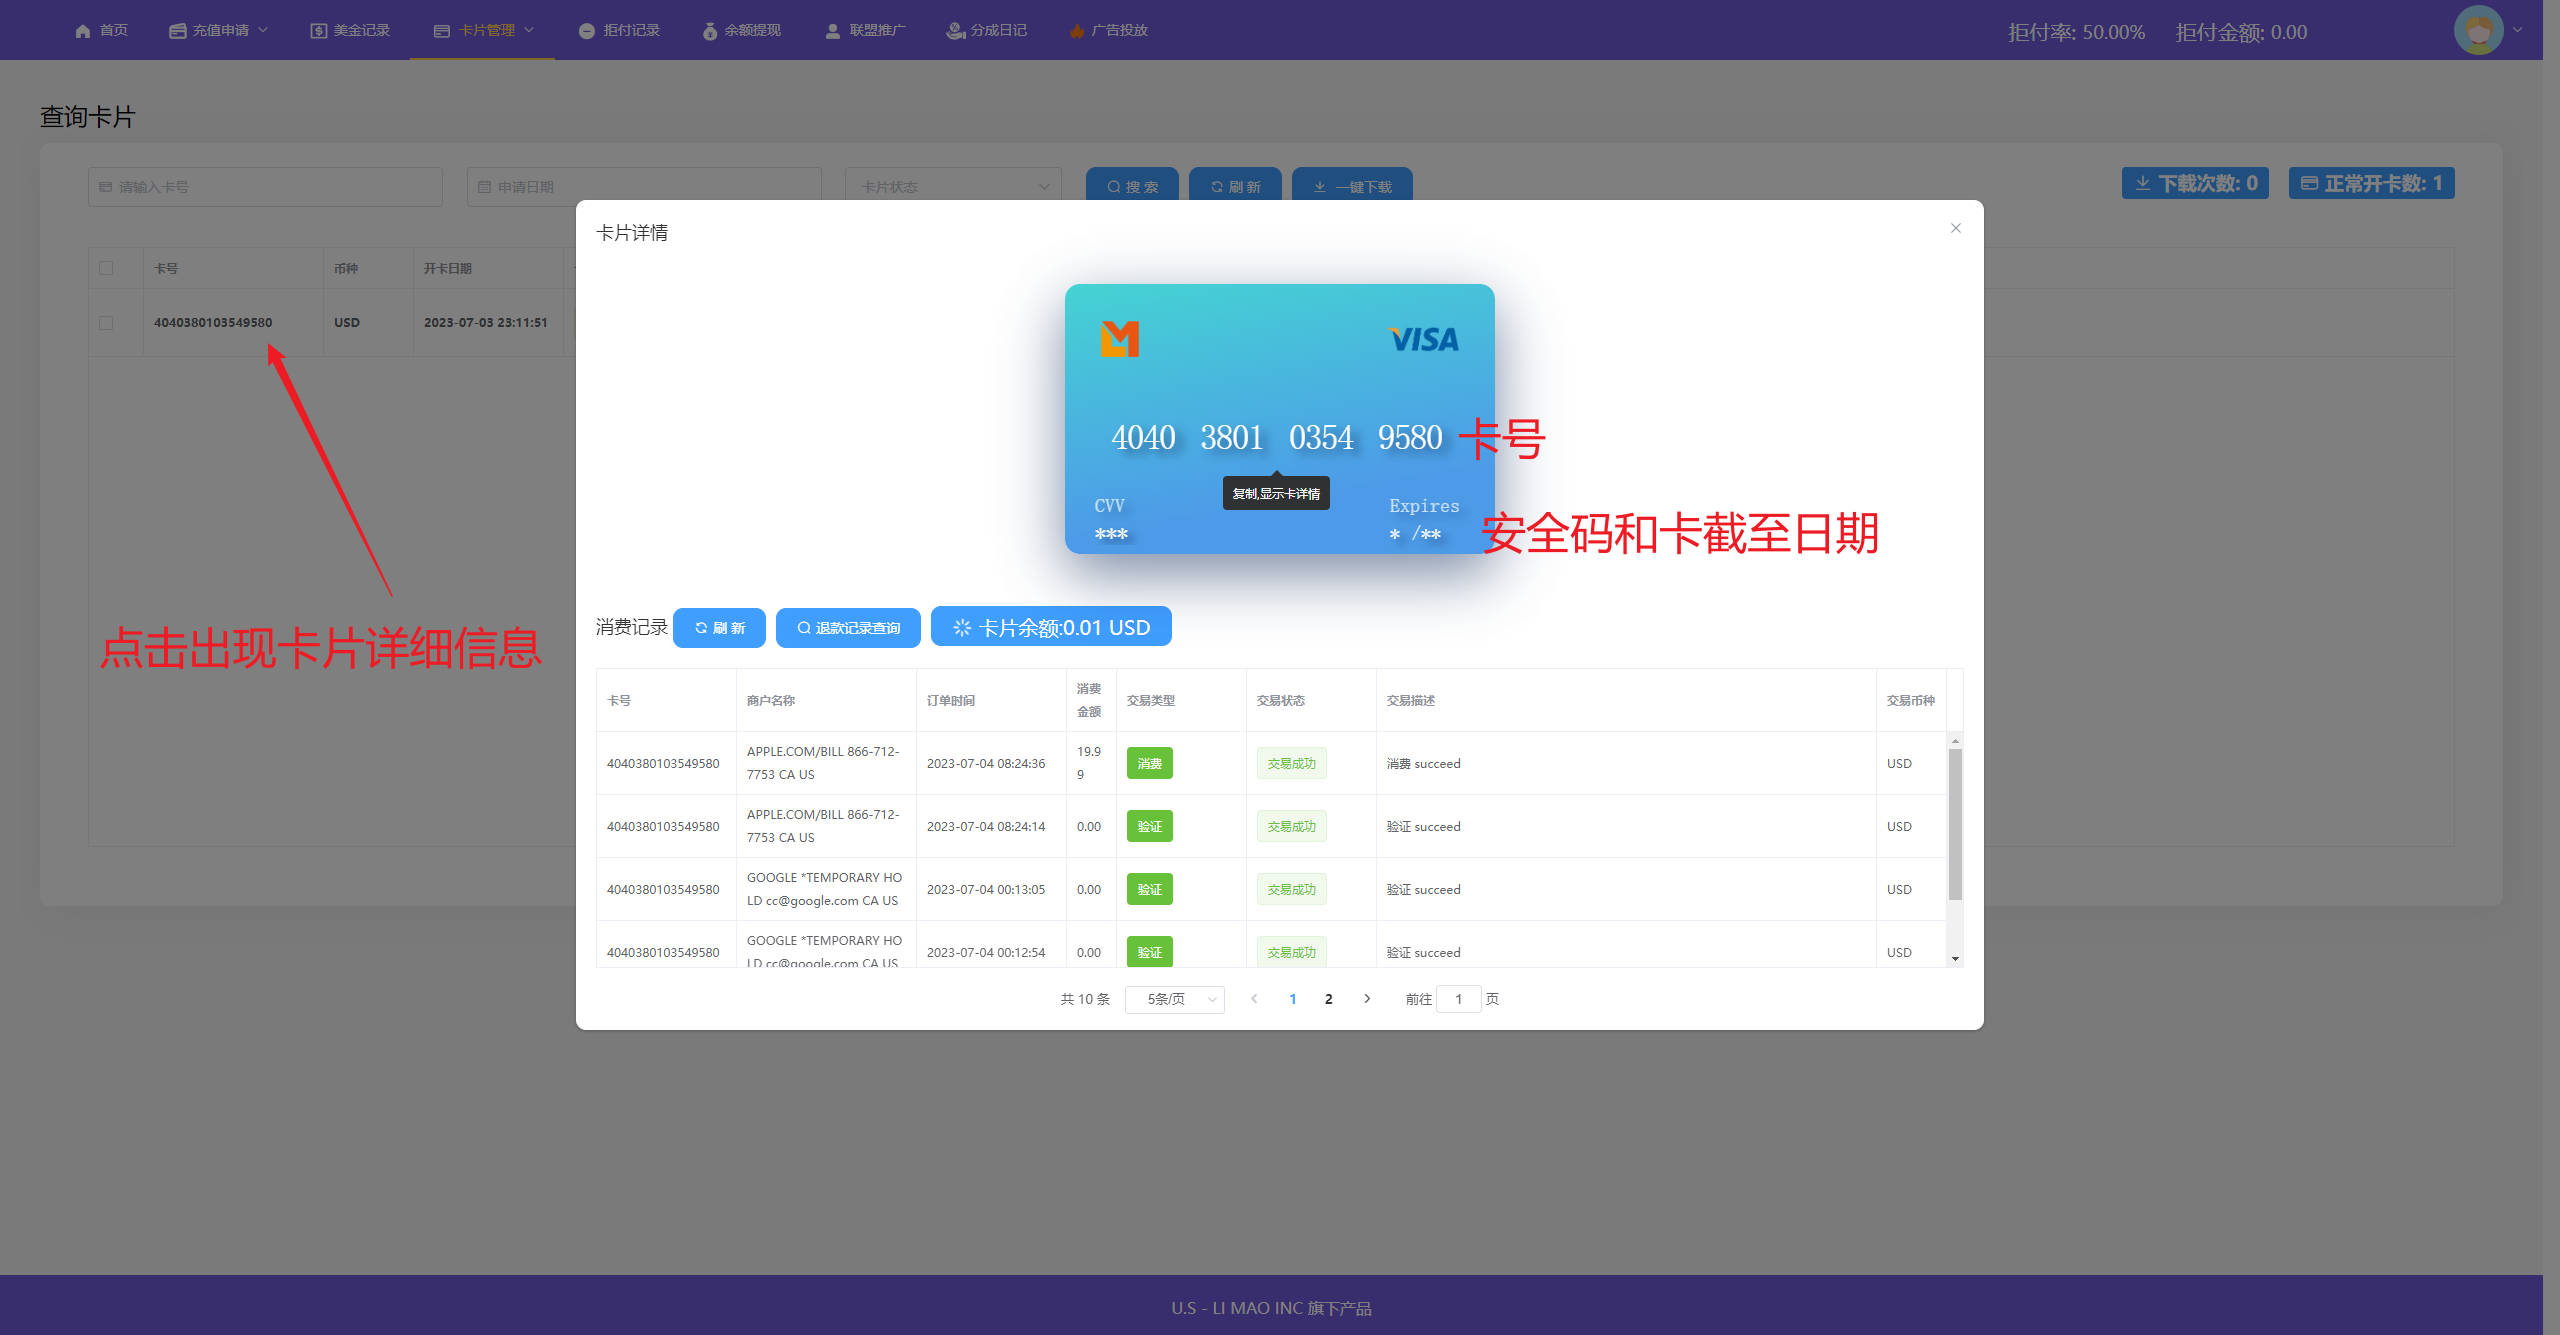 首页 充值申请 美金记录 卡片管理 拒付记录 余额提现 联盟推广 分成日记 广告投放 拒付率: 50.00% 拒付金额: 0.00
查询卡片
请输入卡号 申请日期 卡片状态 搜 索 刷 新 一键下载 下载次数: 0 正常开卡数: 1
卡号 币种 开卡日期
4040380103549580 USD 2023-07-03 23:11:51
点击出现卡片详细信息
卡片详情
VISA
4040 3801 0354 9580 卡号
复制,显示卡详情
CVV Expires
*** * /** 安全码和卡截至日期
消费记录 刷 新 退款记录查询 卡片余额:0.01 USD
卡号 商户名称 订单时间 消费金额 交易类型 交易状态 交易描述 交易币种
4040380103549580 APPLE.COM/BILL 866-712-7753 CA US 2023-07-04 08:24:36 19.99 消费 交易成功 消费 succeed USD
4040380103549580 APPLE.COM/BILL 866-712-7753 CA US 2023-07-04 08:24:14 0.00 验证 交易成功 验证 succeed USD
4040380103549580 GOOGLE *TEMPORARY HOLD cc@google.com CA US 2023-07-04 00:13:05 0.00 验证 交易成功 验证 succeed USD
4040380103549580 GOOGLE *TEMPORARY HOLD cc@google.com CA US 2023-07-04 00:12:54 0.00 验证 交易成功 验证 succeed USD
共 10 条 5条/页 1 2 前往 1 页
U.S - LI MAO INC 旗下产品